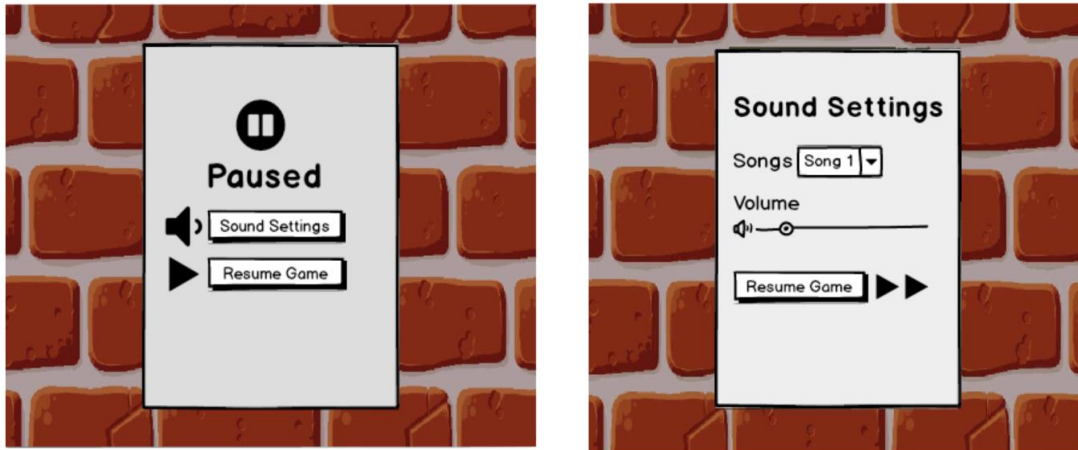 Paused
Sound Settings
Resume Game
Sound Settings
Songs Song 1
Volume
Resume Game